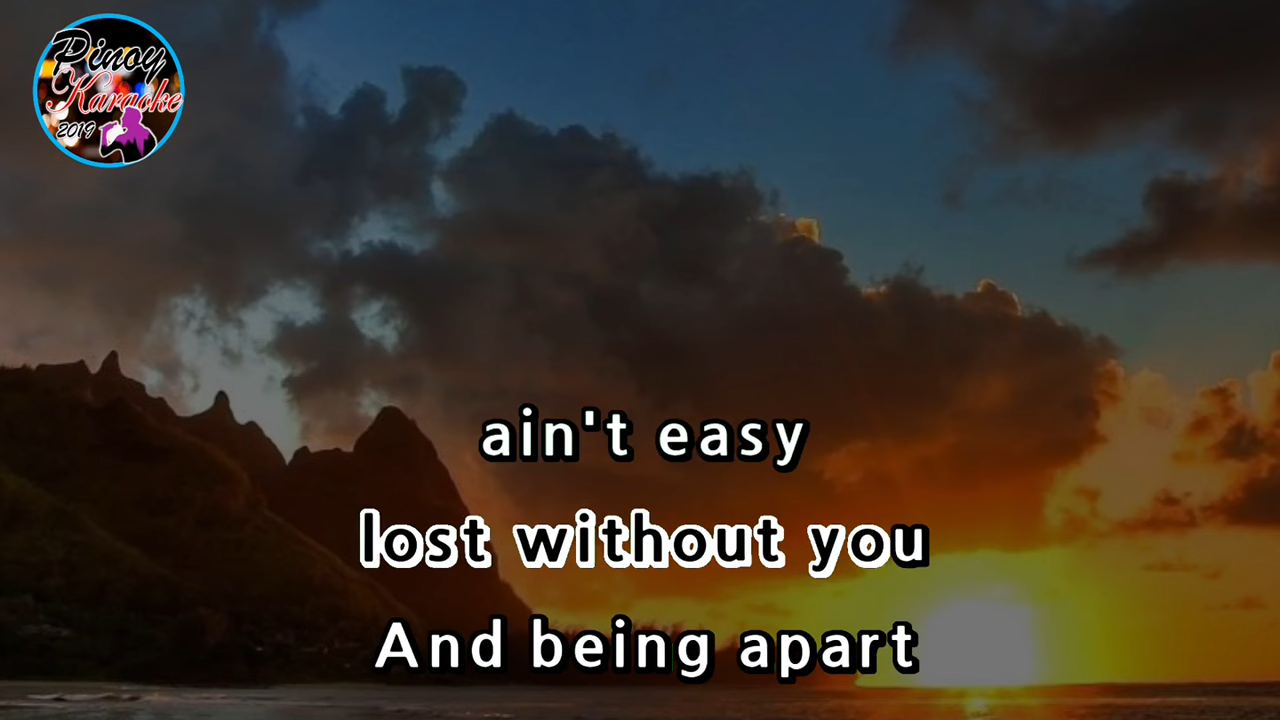 Pinoy
Karaoke
2019
ain't easy
lost without you
And being apart